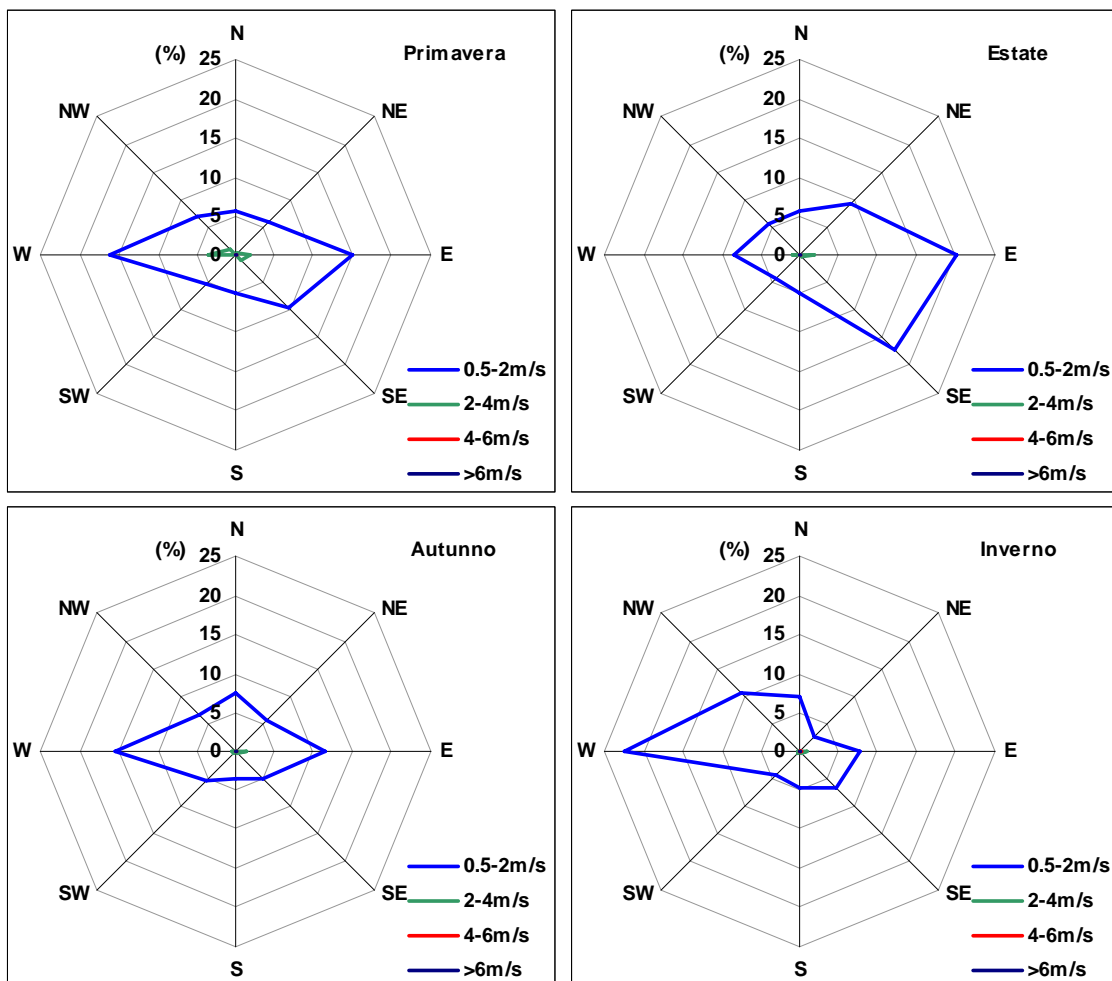 N
(%) 25 Primavera
20
NW NE
15
10
5
W 0 E
0.5-2m/s
SW SE
2-4m/s
4-6m/s
S >6m/s
N
(%) 25 Estate
20
NW NE
15
10
5
W 0 E
0.5-2m/s
SW SE
2-4m/s
4-6m/s
S >6m/s
N
(%) 25 Autunno
20
NW NE
15
10
5
W 0 E
0.5-2m/s
SW SE
2-4m/s
4-6m/s
S >6m/s
N
(%) 25 Inverno
20
NW NE
15
10
5
W 0 E
0.5-2m/s
SW SE
2-4m/s
4-6m/s
S >6m/s